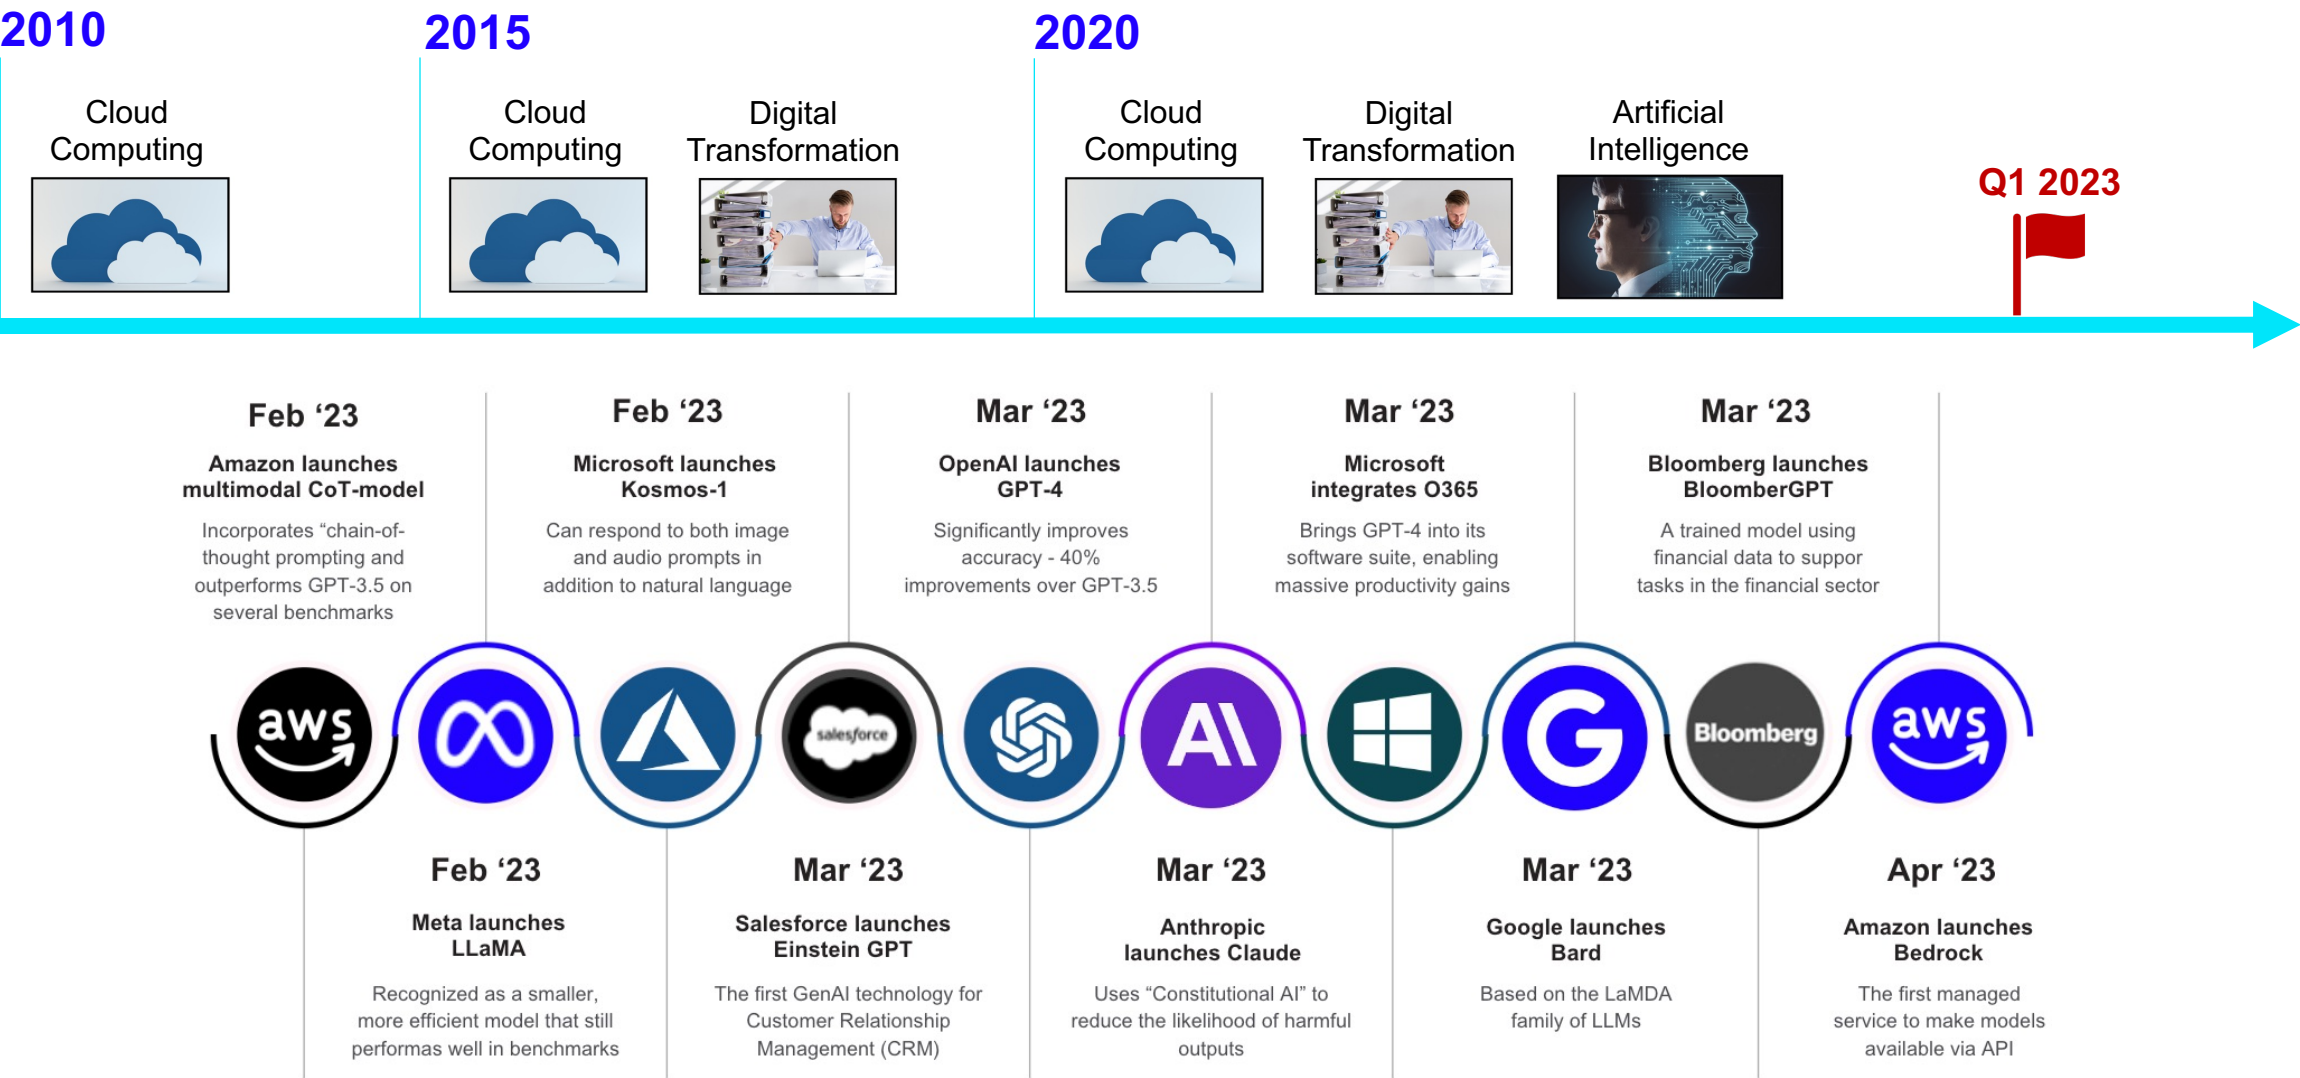 2010
2015
2020
Cloud
Computing
Cloud
Computing
Digital
Transformation
Cloud
Computing
Digital
Transformation
Artificial
Intelligence
Q1 2023
Feb ‘23
Amazon launches
multimodal CoT-model
Incorporates “chain-of-
thought prompting and
outperforms GPT-3.5 on
several benchmarks
Feb ‘23
Microsoft launches
Kosmos-1
Can respond to both image
and audio prompts in
addition to natural language
Mar ‘23
OpenAI launches
GPT-4
Significantly improves
accuracy - 40%
improvements over GPT-3.5
Mar ‘23
Microsoft
integrates O365
Brings GPT-4 into its
software suite, enabling
massive productivity gains
Mar ‘23
Bloomberg launches
BloomberGPT
A trained model using
financial data to suppor
tasks in the financial sector
aws
salesforce
AI
G
Bloomberg
aws
Feb ‘23
Meta launches
LLaMA
Recognized as a smaller,
more efficient model that still
performas well in benchmarks
Mar ‘23
Salesforce launches
Einstein GPT
The first GenAI technology for
Customer Relationship
Management (CRM)
Mar ‘23
Anthropic
launches Claude
Uses “Constitutional AI” to
reduce the likelihood of harmful
outputs
Mar ‘23
Google launches
Bard
Based on the LaMDA
family of LLMs
Apr ‘23
Amazon launches
Bedrock
The first managed
service to make models
available via API